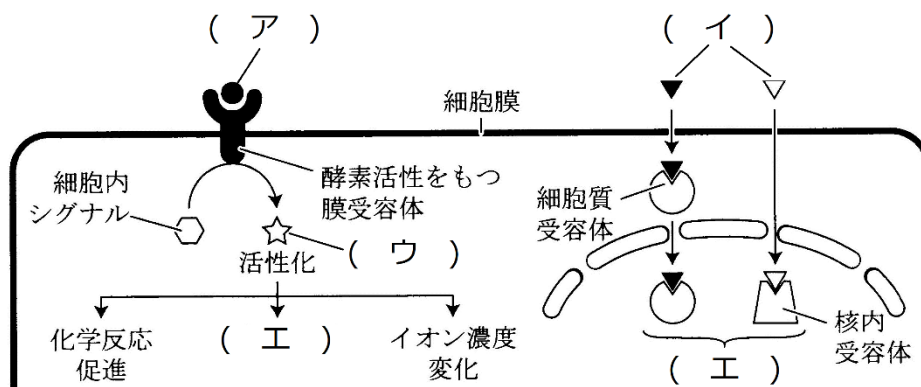 ( ア )
( イ )
細胞膜
細胞内
シグナル
酵素活性をもつ
膜受容体
( ウ )
活性化
化学反応
促進
( エ )
イオン濃度
変化
細胞質
受容体
核内
受容体
( エ )